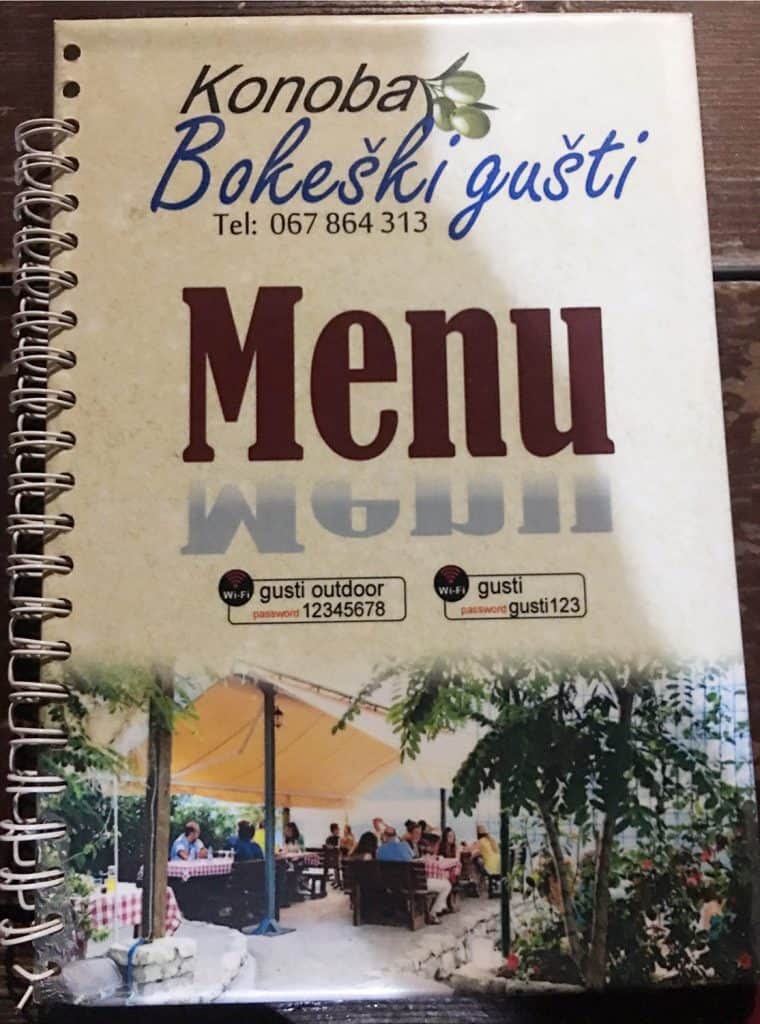 Konoba
Bokeški gušti
Tel: 067 864 313
Menu
Wi-Fi gusti outdoor
password 12345678
Wi-Fi gusti
password gusti123